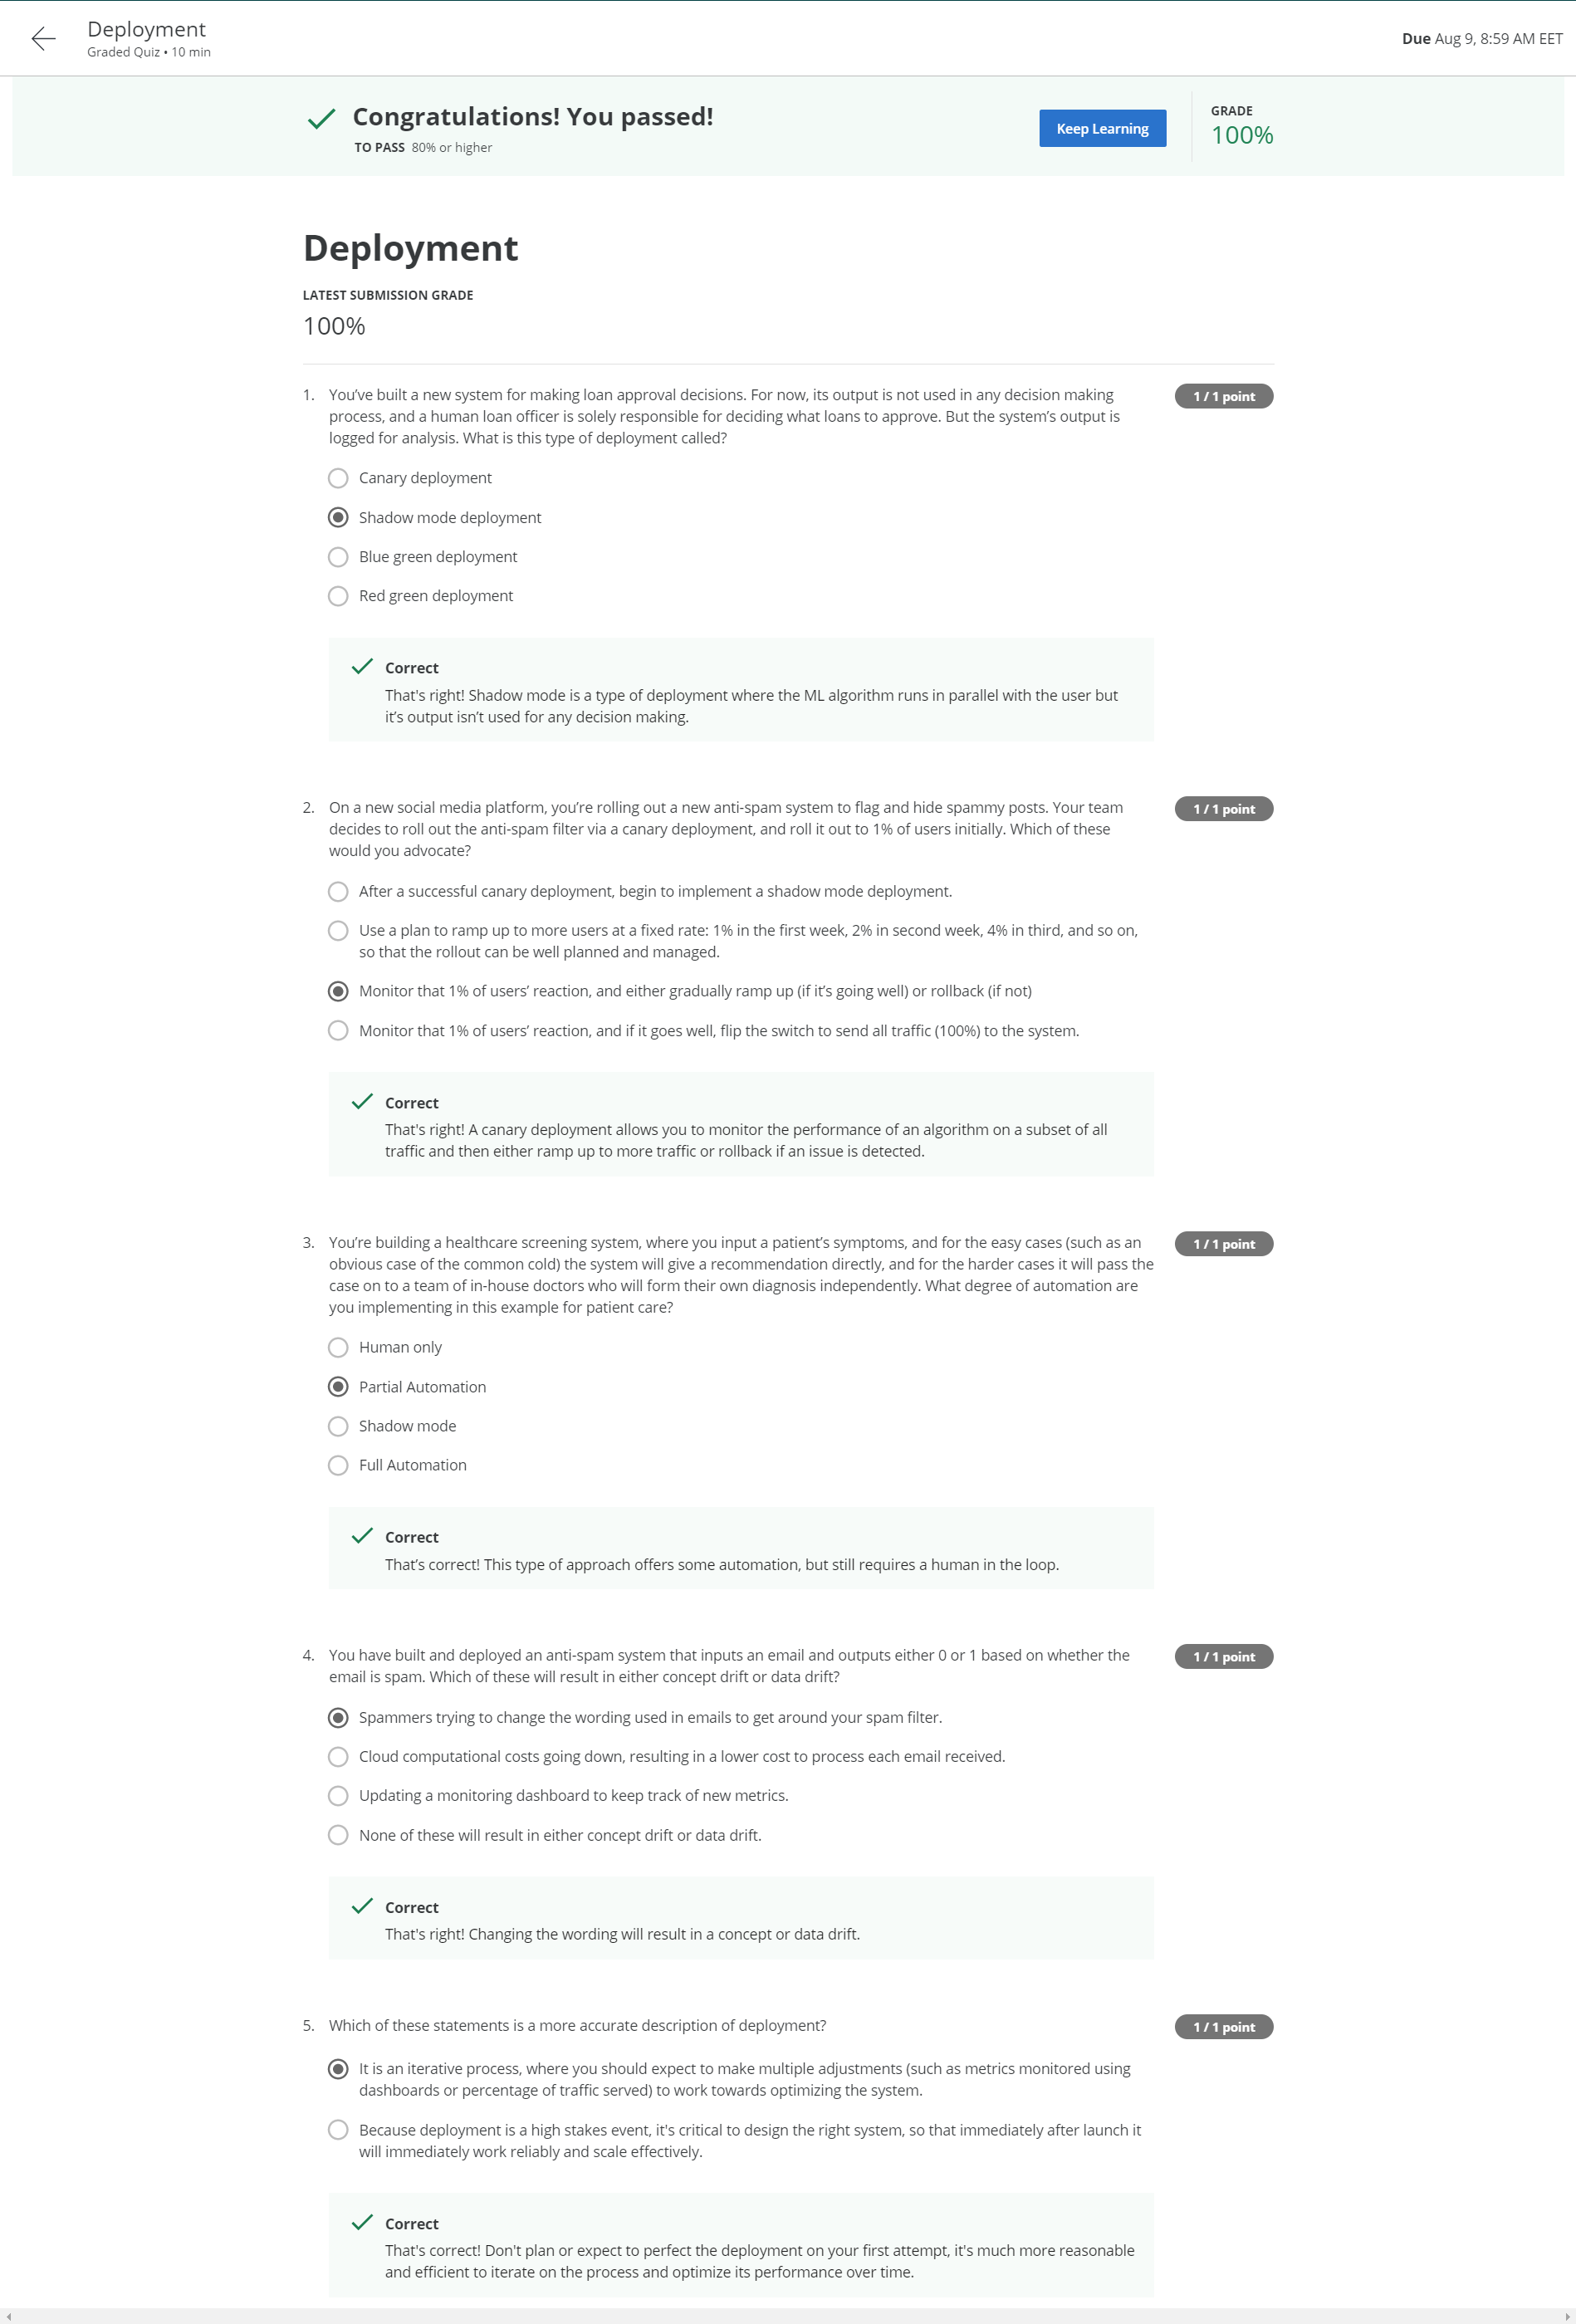 Deployment
Graded Quiz • 10 min
Due Aug 9, 8:59 AM EET
Congratulations! You passed!
TO PASS 80% or higher
Keep Learning
GRADE
100%
Deployment
LATEST SUBMISSION GRADE
100%
1. You’ve built a new system for making loan approval decisions. For now, its output is not used in any decision making
process, and a human loan officer is solely responsible for deciding what loans to approve. But the system’s output is
logged for analysis. What is this type of deployment called?
1 / 1 point
Canary deployment
Shadow mode deployment
Blue green deployment
Red green deployment
Correct
That's right! Shadow mode is a type of deployment where the ML algorithm runs in parallel with the user but
it’s output isn’t used for any decision making.
2. On a new social media platform, you’re rolling out a new anti-spam system to flag and hide spammy posts. Your team
decides to roll out the anti-spam filter via a canary deployment, and roll it out to 1% of users initially. Which of these
would you advocate?
1 / 1 point
After a successful canary deployment, begin to implement a shadow mode deployment.
Use a plan to ramp up to more users at a fixed rate: 1% in the first week, 2% in second week, 4% in third, and so on,
so that the rollout can be well planned and managed.
Monitor that 1% of users’ reaction, and either gradually ramp up (if it’s going well) or rollback (if not)
Monitor that 1% of users’ reaction, and if it goes well, flip the switch to send all traffic (100%) to the system.
Correct
That's right! A canary deployment allows you to monitor the performance of an algorithm on a subset of all
traffic and then either ramp up to more traffic or rollback if an issue is detected.
3. You’re building a healthcare screening system, where you input a patient’s symptoms, and for the easy cases (such as an
obvious case of the common cold) the system will give a recommendation directly, and for the harder cases it will pass the
case on to a team of in-house doctors who will form their own diagnosis independently. What degree of automation are
you implementing in this example for patient care?
1 / 1 point
Human only
Partial Automation
Shadow mode
Full Automation
Correct
That’s correct! This type of approach offers some automation, but still requires a human in the loop.
4. You have built and deployed an anti-spam system that inputs an email and outputs either 0 or 1 based on whether the
email is spam. Which of these will result in either concept drift or data drift?
1 / 1 point
Spammers trying to change the wording used in emails to get around your spam filter.
Cloud computational costs going down, resulting in a lower cost to process each email received.
Updating a monitoring dashboard to keep track of new metrics.
None of these will result in either concept drift or data drift.
Correct
That's right! Changing the wording will result in a concept or data drift.
5. Which of these statements is a more accurate description of deployment?
1 / 1 point
It is an iterative process, where you should expect to make multiple adjustments (such as metrics monitored using
dashboards or percentage of traffic served) to work towards optimizing the system.
Because deployment is a high stakes event, it's critical to design the right system, so that immediately after launch it
will immediately work reliably and scale effectively.
Correct
That's correct! Don't plan or expect to perfect the deployment on your first attempt, it's much more reasonable
and efficient to iterate on the process and optimize its performance over time.